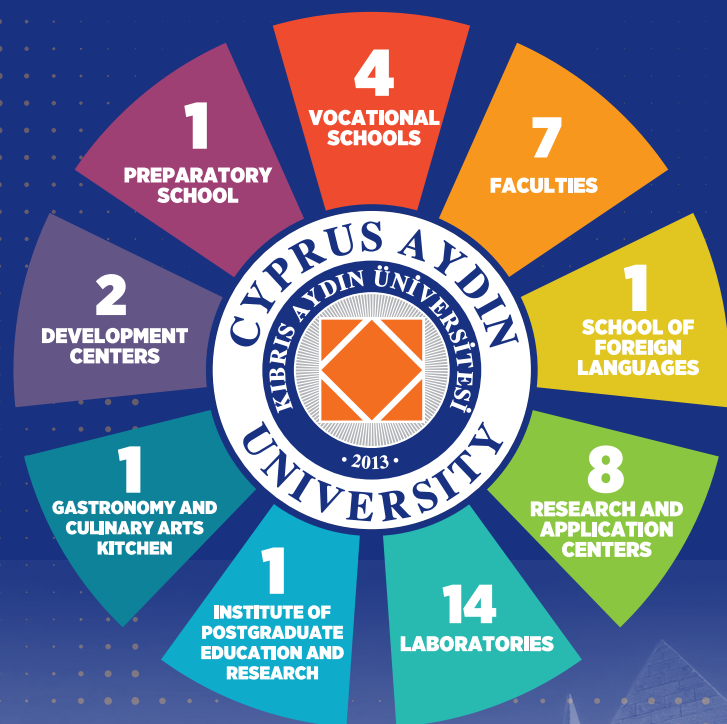 4
VOCATIONAL
SCHOOLS
7
FACULTIES
1
SCHOOL OF
FOREIGN
LANGUAGES
8
RESEARCH AND
APPLICATION
CENTERS
14
LABORATORIES
1
INSTITUTE OF
POSTGRADUATE
EDUCATION AND
RESEARCH
1
GASTRONOMY AND
CULINARY ARTS
KITCHEN
2
DEVELOPMENT
CENTERS
1
PREPARATORY
SCHOOL
CYPRUS AYDIN
UNIVERSITY
KIBRIS AYDIN ÜNİVERSİTESİ
• 2013 •